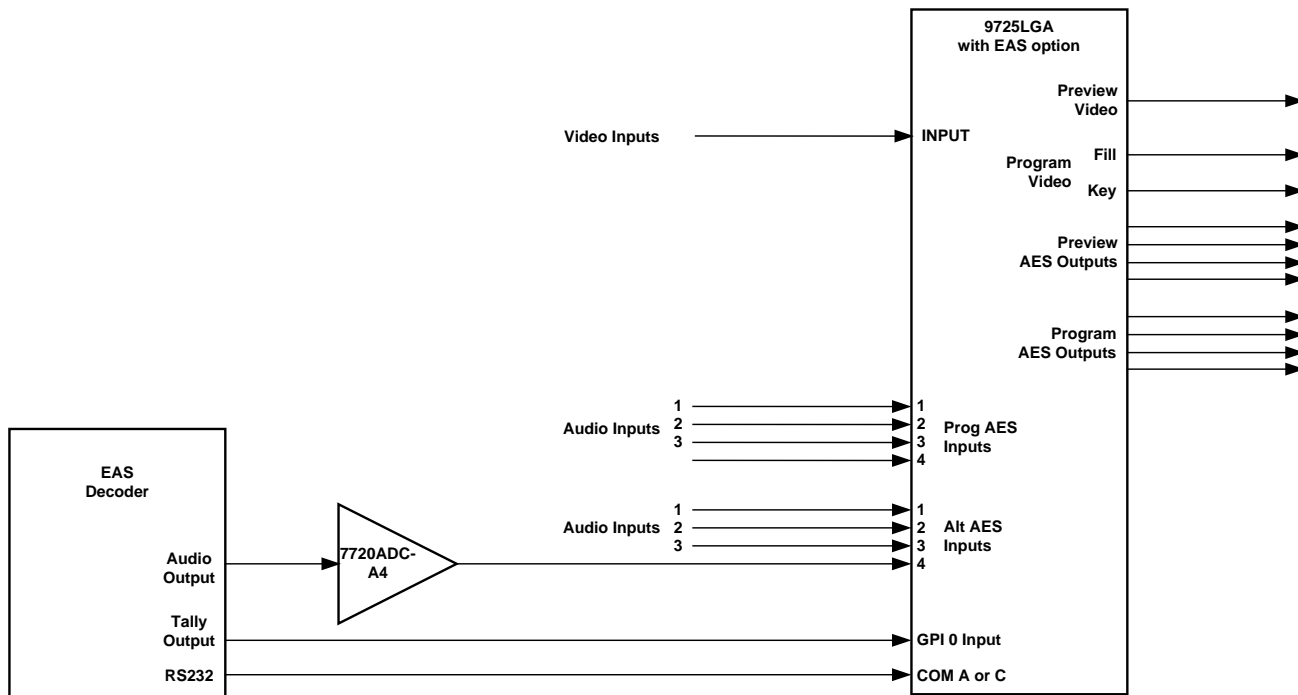 9725LGA
with EAS option
Preview
Video
Video Inputs
INPUT
Fill
Program
Video
Key
Preview
AES Outputs
Program
AES Outputs
Audio Inputs
1
2
3
1
2
3
4
Prog AES
Inputs
EAS
Decoder
Audio Inputs
1
2
3
1
2
3
4
Alt AES
Inputs
Audio
Output
7720ADC-
A4
Tally
Output
GPI 0 Input
RS232
COM A or C